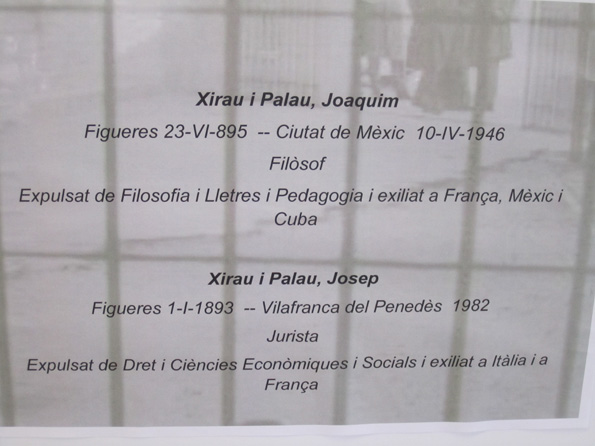 Xirau i Palau, Joaquim
Figueres 23-VI-895 -- Ciutat de Mèxic 10-IV-1946
Filòsof
Expulsat de Filosofia i Lletres i Pedagogia i exiliat a França, Mèxic i
Cuba
Xirau i Palau, Josep
Figueres 1-I-1893 -- Vilafranca del Penedès 1982
Jurista
Expulsat de Dret i Ciències Econòmiques i Socials i exiliat a Itàlia i a
França